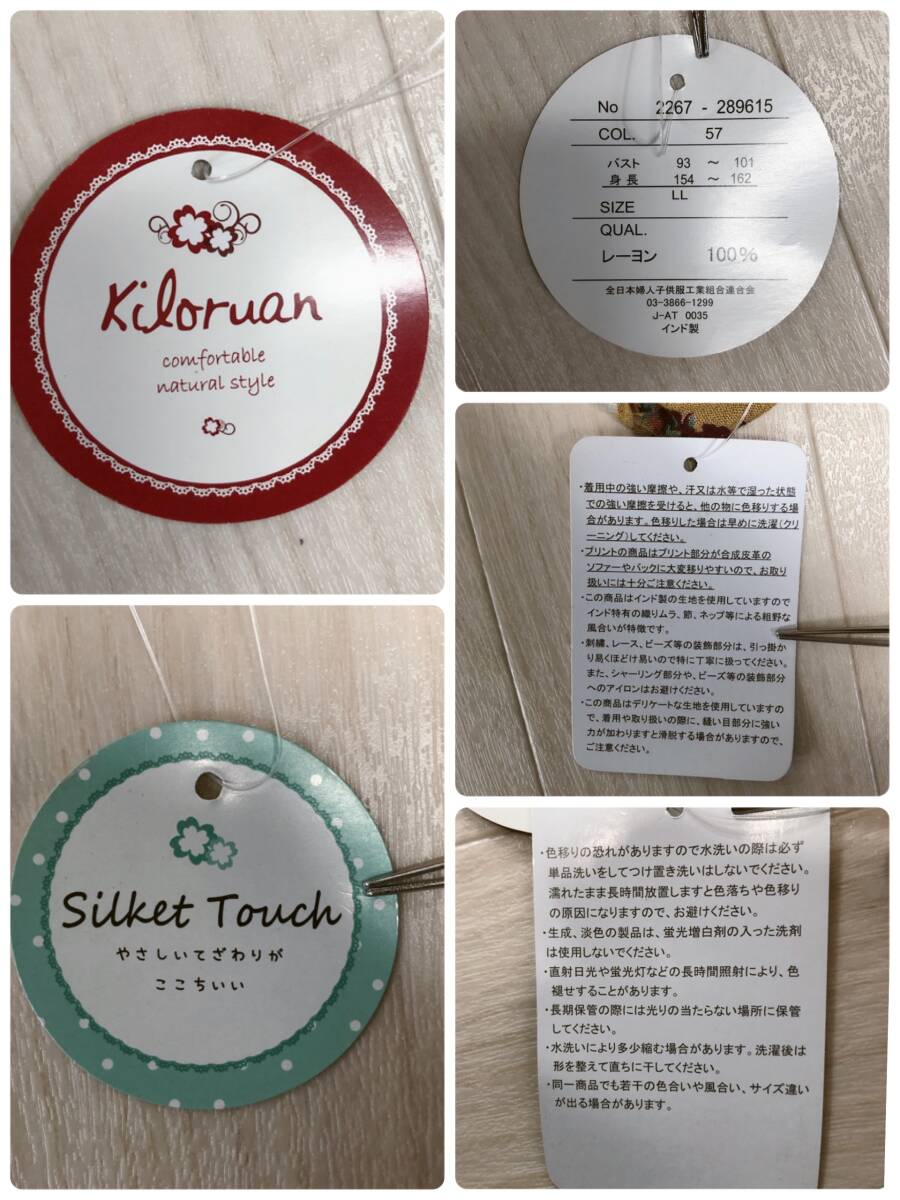 Kiloruan
comfortable
natural style
No 2267 - 289615
COL. 57
バスト 93 ～ 101
身長 154 ～ 162
LL
SIZE
QUAL.
レーヨン 100%
全日本婦人子供服工業組合連合会
03-3866-1299
J-AT 0035
インド製
・着用中の強い摩擦や、汗又は水等で湿った状態
での強い摩擦を受けると、他の物に色移りする場
合があります。色移りした場合は早めに洗濯(クリ
ーニング)してください。
・プリントの商品はプリント部分が合成皮革の
ソファーやバックに大変移りやすいので、お取り
扱いには十分ご注意ください。
・この商品はインド製の生地を使用していますので
インド特有の織りムラ、節、ネップ等による粗野な
風合いが特徴です。
・刺繍、レース、ビーズ等の装飾部分は、引っ掛か
り易くほどけ易いので特に丁寧に扱ってください。
また、シャーリング部分や、ビーズ等の装飾部分
へのアイロンはお避けください。
・この商品はデリケートな生地を使用していますの
で、着用や取り扱いの際に、縫い目部分に強い
力が加わりますと滑脱する場合がありますので、
ご注意ください。
Silket Touch
やさしいてざわりが
ここちいい
・色移りの恐れがありますので水洗いの際は必ず
単品洗いをしてつけ置き洗いはしないでください。
濡れたまま長時間放置しますと色落ちや色移り
の原因になりますので、お避けください。
・生成、淡色の製品は、蛍光増白剤の入った洗剤
は使用しないでください。
・直射日光や蛍光灯などの長時間照射により、色
褪せすることがあります。
・長期保管の際には光りの当たらない場所に保管
してください。
・水洗いにより多少縮む場合があります。洗濯後は
形を整えて直ちに干してください。
・同一商品でも若干の色合いや風合い、サイズ違い
が出る場合があります。